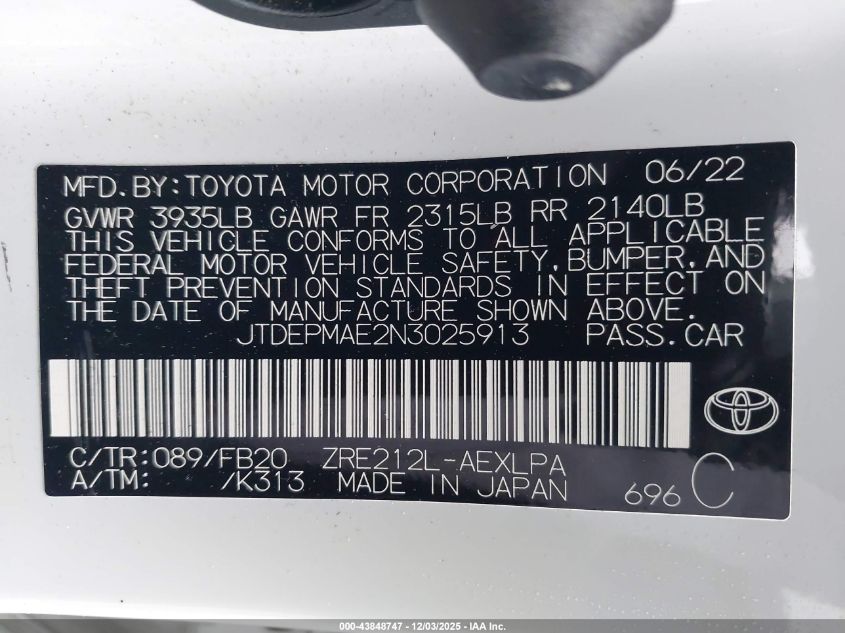 MFD.BY:TOYOTA MOTOR CORPORATION 06/22
GVWR 3935LB GAWR FR 2315LB RR 2140LB
THIS VEHICLE CONFORMS TO ALL APPLICABLE
FEDERAL MOTOR VEHICLE SAFETY,BUMPER,AND
THEFT PREVENTION STANDARDS IN EFFECT ON
THE DATE OF MANUFACTURE SHOWN ABOVE.
JTDEPMAE2N3025913 PASS.CAR
C/TR:089/FB20 ZRE212L-AEXLPA
A/TM: /K313 MADE IN JAPAN
696 C
000-43848747 - 12/03/2025 - IAA Inc.